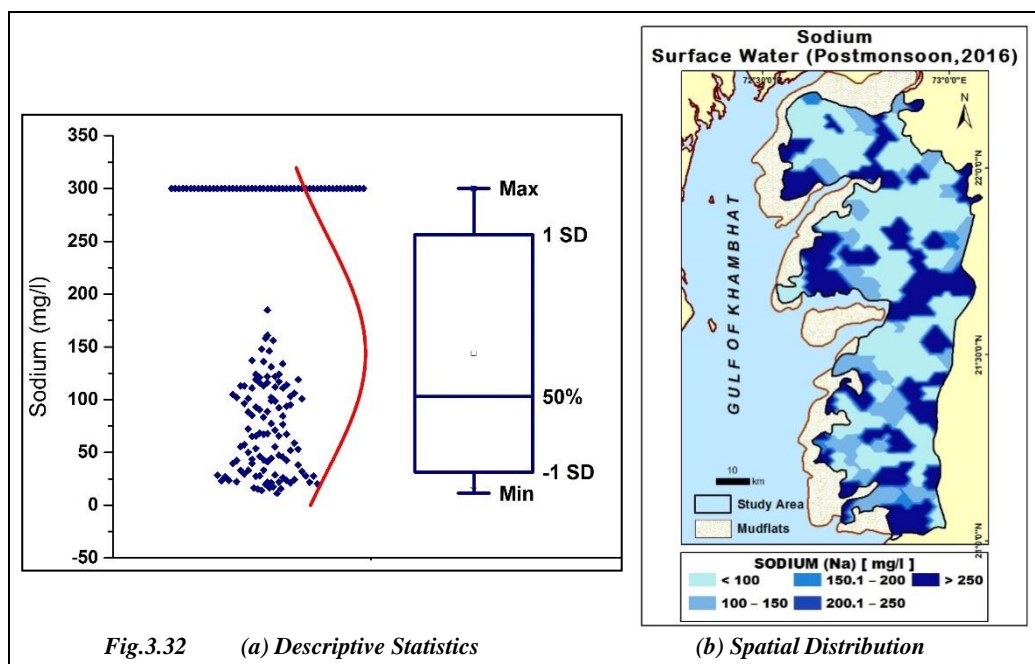 350
300
250
200
150
100
50
0
-50
Sodium (mg/l)
Max
1 SD
50%
-1 SD
Min
Sodium
Surface Water (Postmonsoon,2016)
72°30'0"E
73°0'0"E
N
22°0'0"N
21°30'0"N
21°0'0"N
GULF OF KHAMBHAT
10
km
Study Area
Mudflats
SODIUM (Na) [ mg/l ]
< 100 150.1 – 200 > 250
100 – 150 200.1 – 250
Fig.3.32 (a) Descriptive Statistics (b) Spatial Distribution